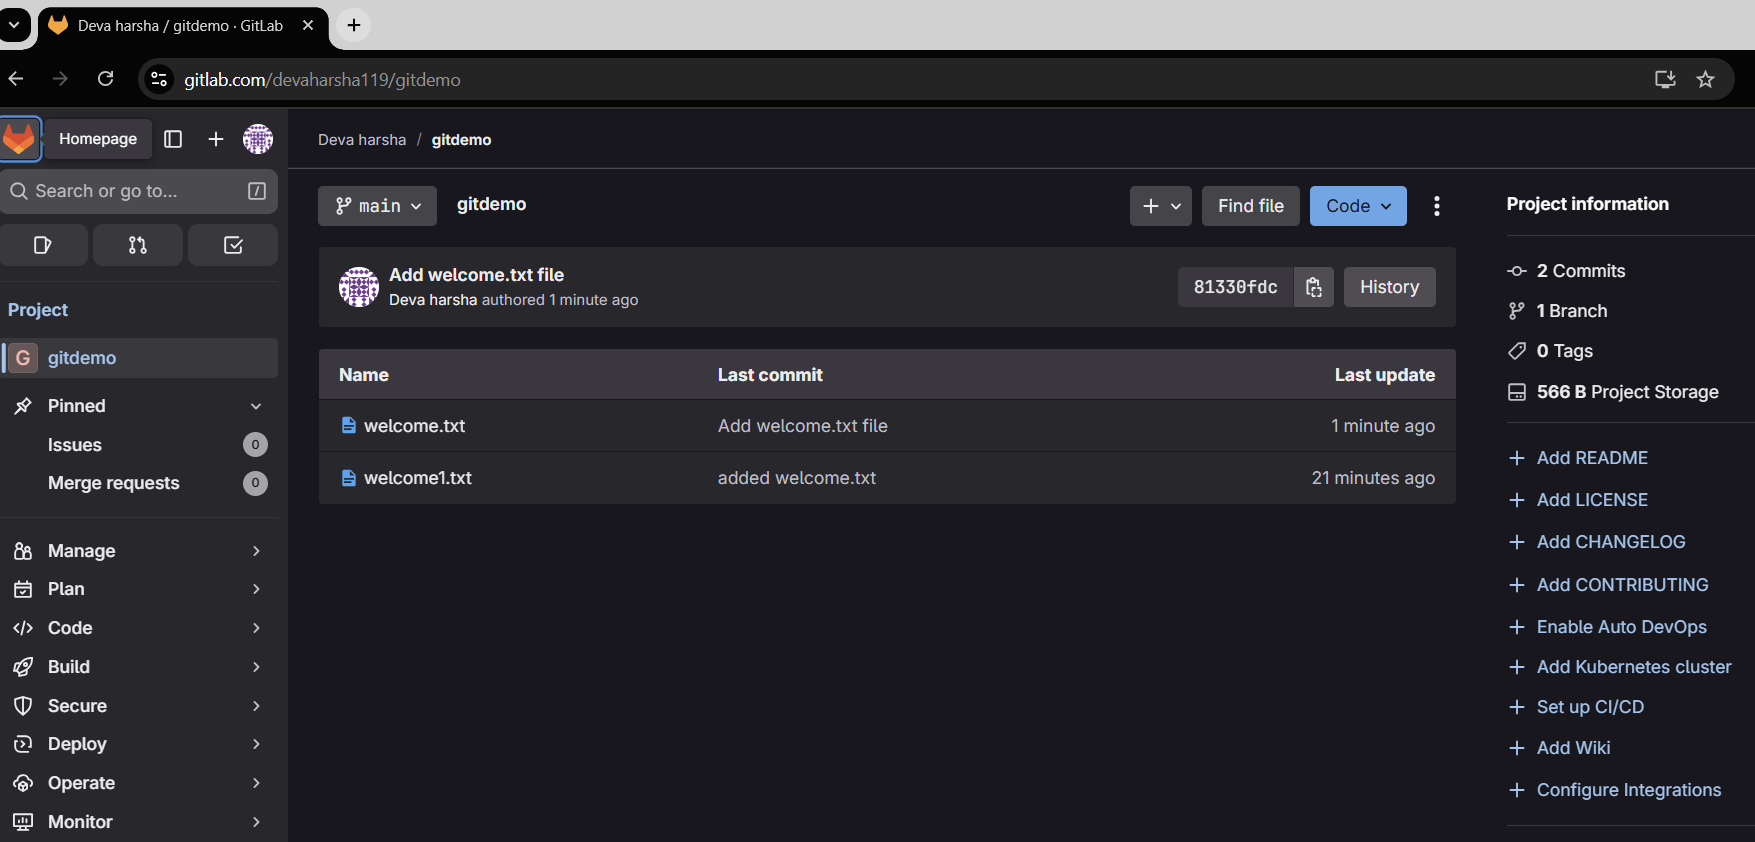 Deva harsha / gitdemo · GitLab
gitlab.com/devaharsha119/gitdemo
Homepage
Search or go to...
/
Project
G gitdemo
Pinned
Issues 0
Merge requests 0
Manage
Plan
Code
Build
Secure
Deploy
Operate
Monitor
Deva harsha / gitdemo
main
gitdemo
Find file
Code
Add welcome.txt file
Deva harsha authored 1 minute ago
81330fdc
History
Name Last commit Last update
welcome.txt Add welcome.txt file 1 minute ago
welcome1.txt added welcome.txt 21 minutes ago
Project information
2 Commits
1 Branch
0 Tags
566 B Project Storage
Add README
Add LICENSE
Add CHANGELOG
Add CONTRIBUTING
Enable Auto DevOps
Add Kubernetes cluster
Set up CI/CD
Add Wiki
Configure Integrations